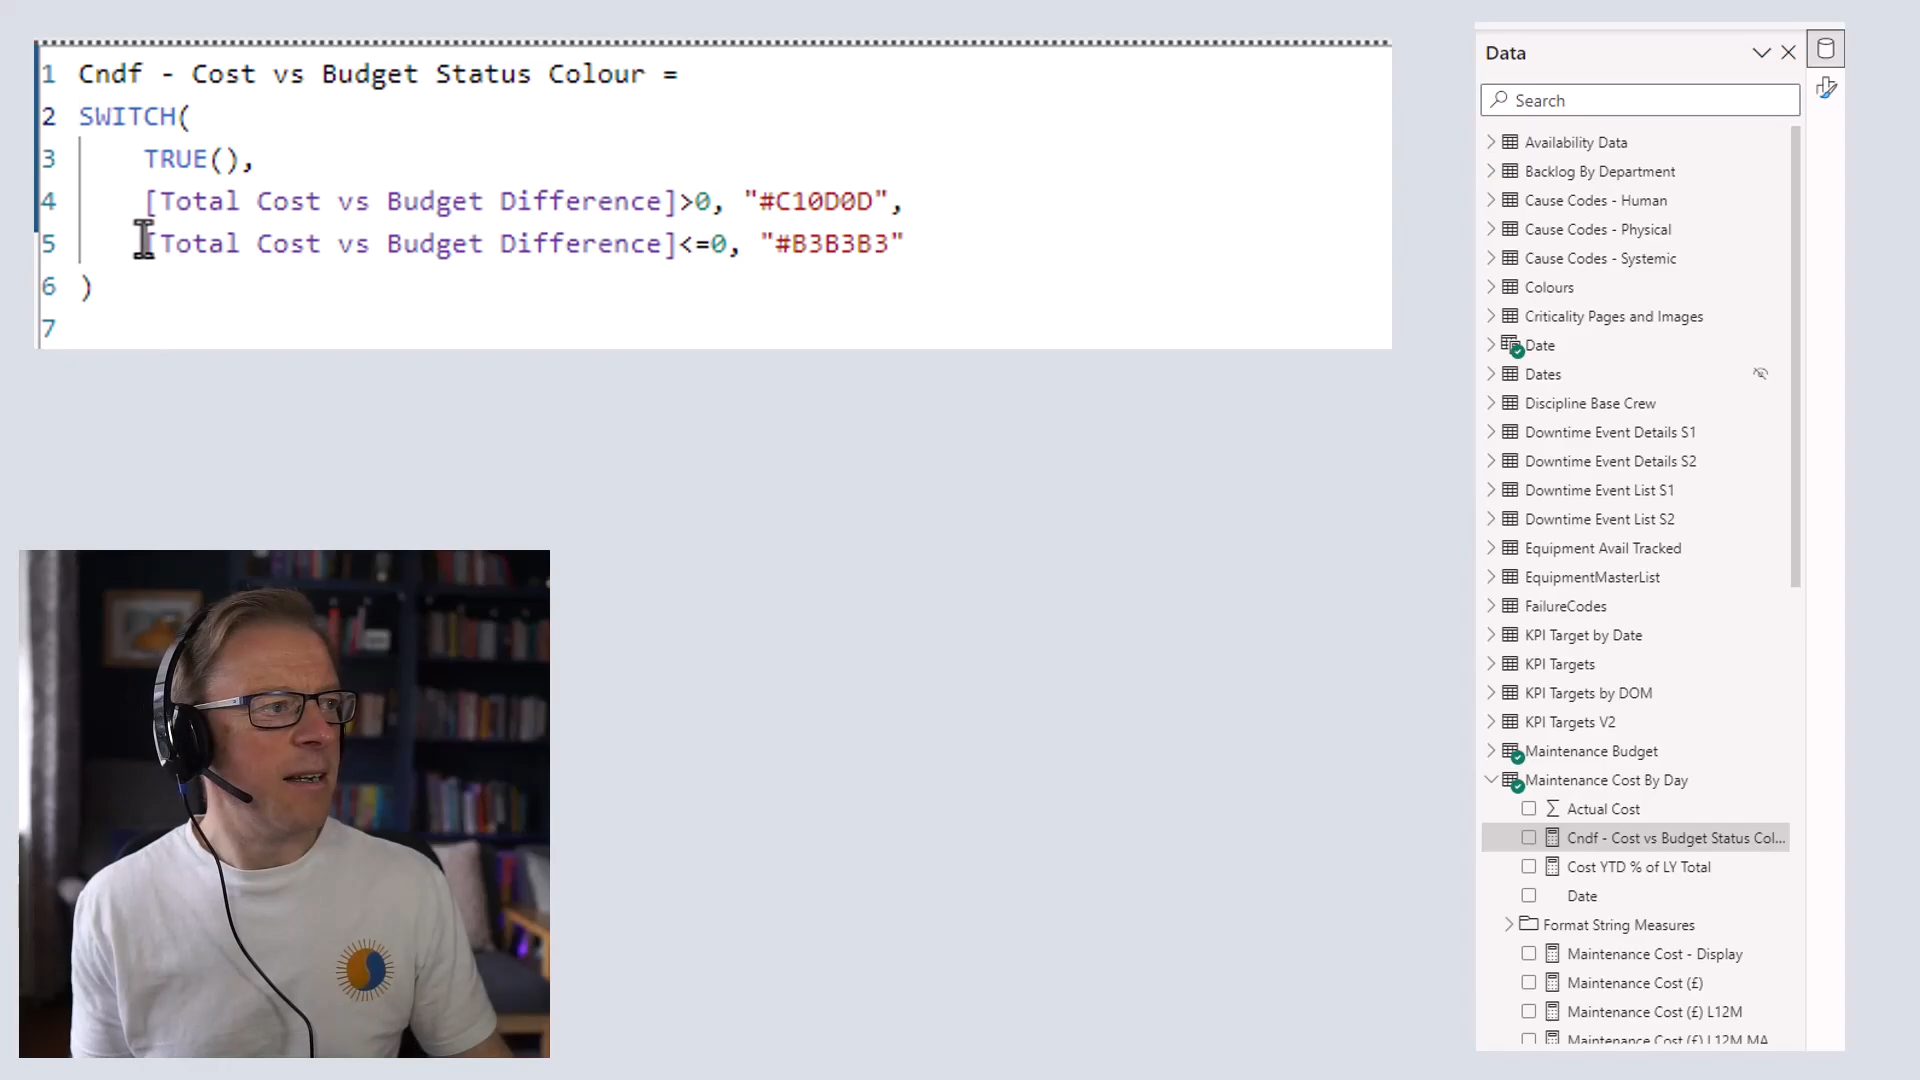 1 Cndf - Cost vs Budget Status Colour =
2 SWITCH(
3 TRUE(),
4 [Total Cost vs Budget Difference]>0, "#C10D0D",
5 [Total Cost vs Budget Difference]<=0, "#B3B3B3"
6 )
7
Data
Search
Availability Data
Backlog By Department
Cause Codes - Human
Cause Codes - Physical
Cause Codes - Systemic
Colours
Criticality Pages and Images
Date
Dates
Discipline Base Crew
Downtime Event Details S1
Downtime Event Details S2
Downtime Event List S1
Downtime Event List S2
Equipment Avail Tracked
EquipmentMasterList
FailureCodes
KPI Target by Date
KPI Targets
KPI Targets by DOM
KPI Targets V2
Maintenance Budget
Maintenance Cost By Day
Actual Cost
Cndf - Cost vs Budget Status Col...
Cost YTD % of LY Total
Date
Format String Measures
Maintenance Cost - Display
Maintenance Cost (£)
Maintenance Cost (£) L12M
Maintenance Cost (£) L12M MA